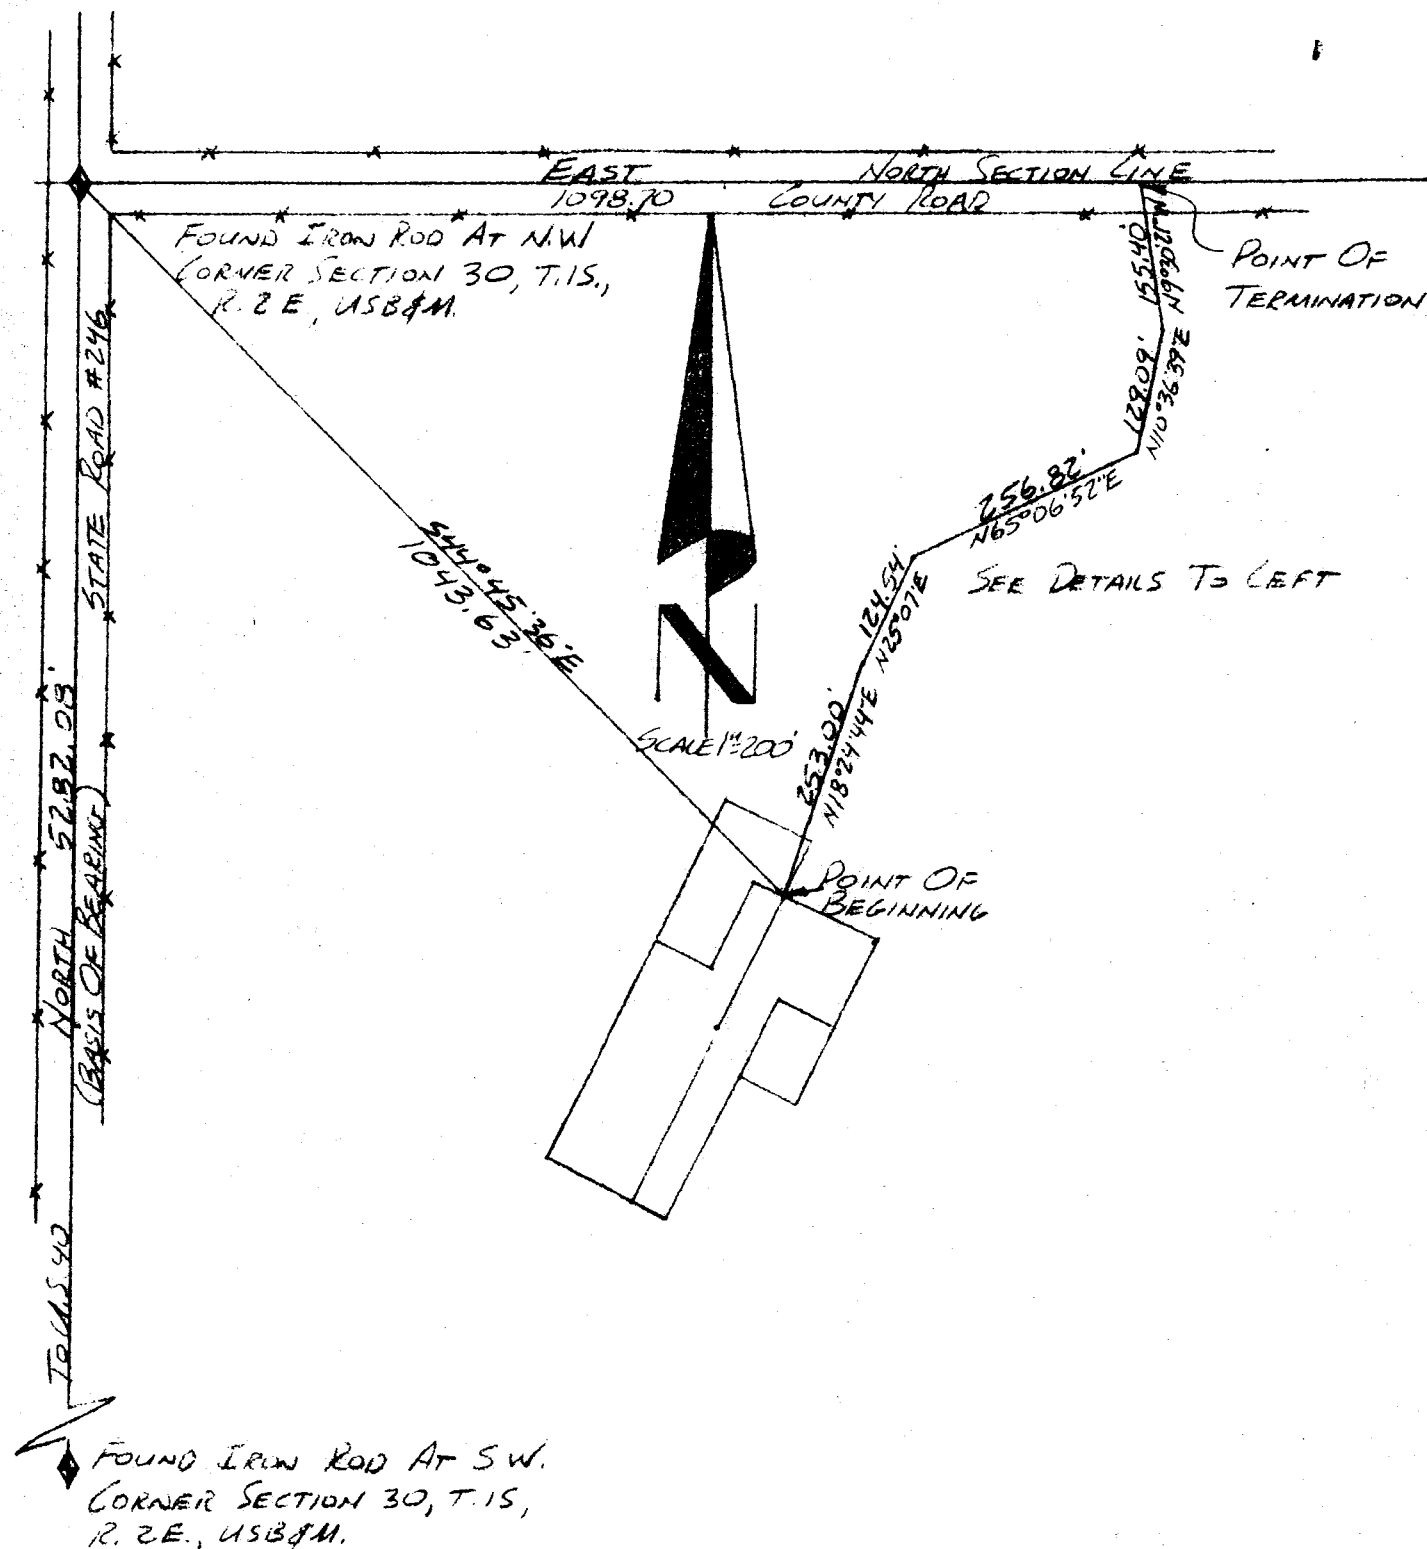 EAST
1098.70
NORTH SECTION LINE
COUNTY ROAD
FOUND IRON ROD AT N.W
CORNER SECTION 30, T.1S.,
R. 2 E, USB&M.
POINT OF
TERMINATION
155.40'
129.09'
N10°36'39"E
256.82'
N65°06'52"E
SEE DETAILS TO LEFT
124.54'
N25°07'E
253.00'
N18°24'44"E
S44°45'36"E
1043.63'
STATE ROAD #246
NORTH 5282.08'
(BASIS OF BEARING)
SCALE 1"=200'
N
POINT OF
BEGINNING
TO U.S. 40
FOUND IRON ROD AT S W.
CORNER SECTION 30, T.1S,
R. 2E., USB&M.